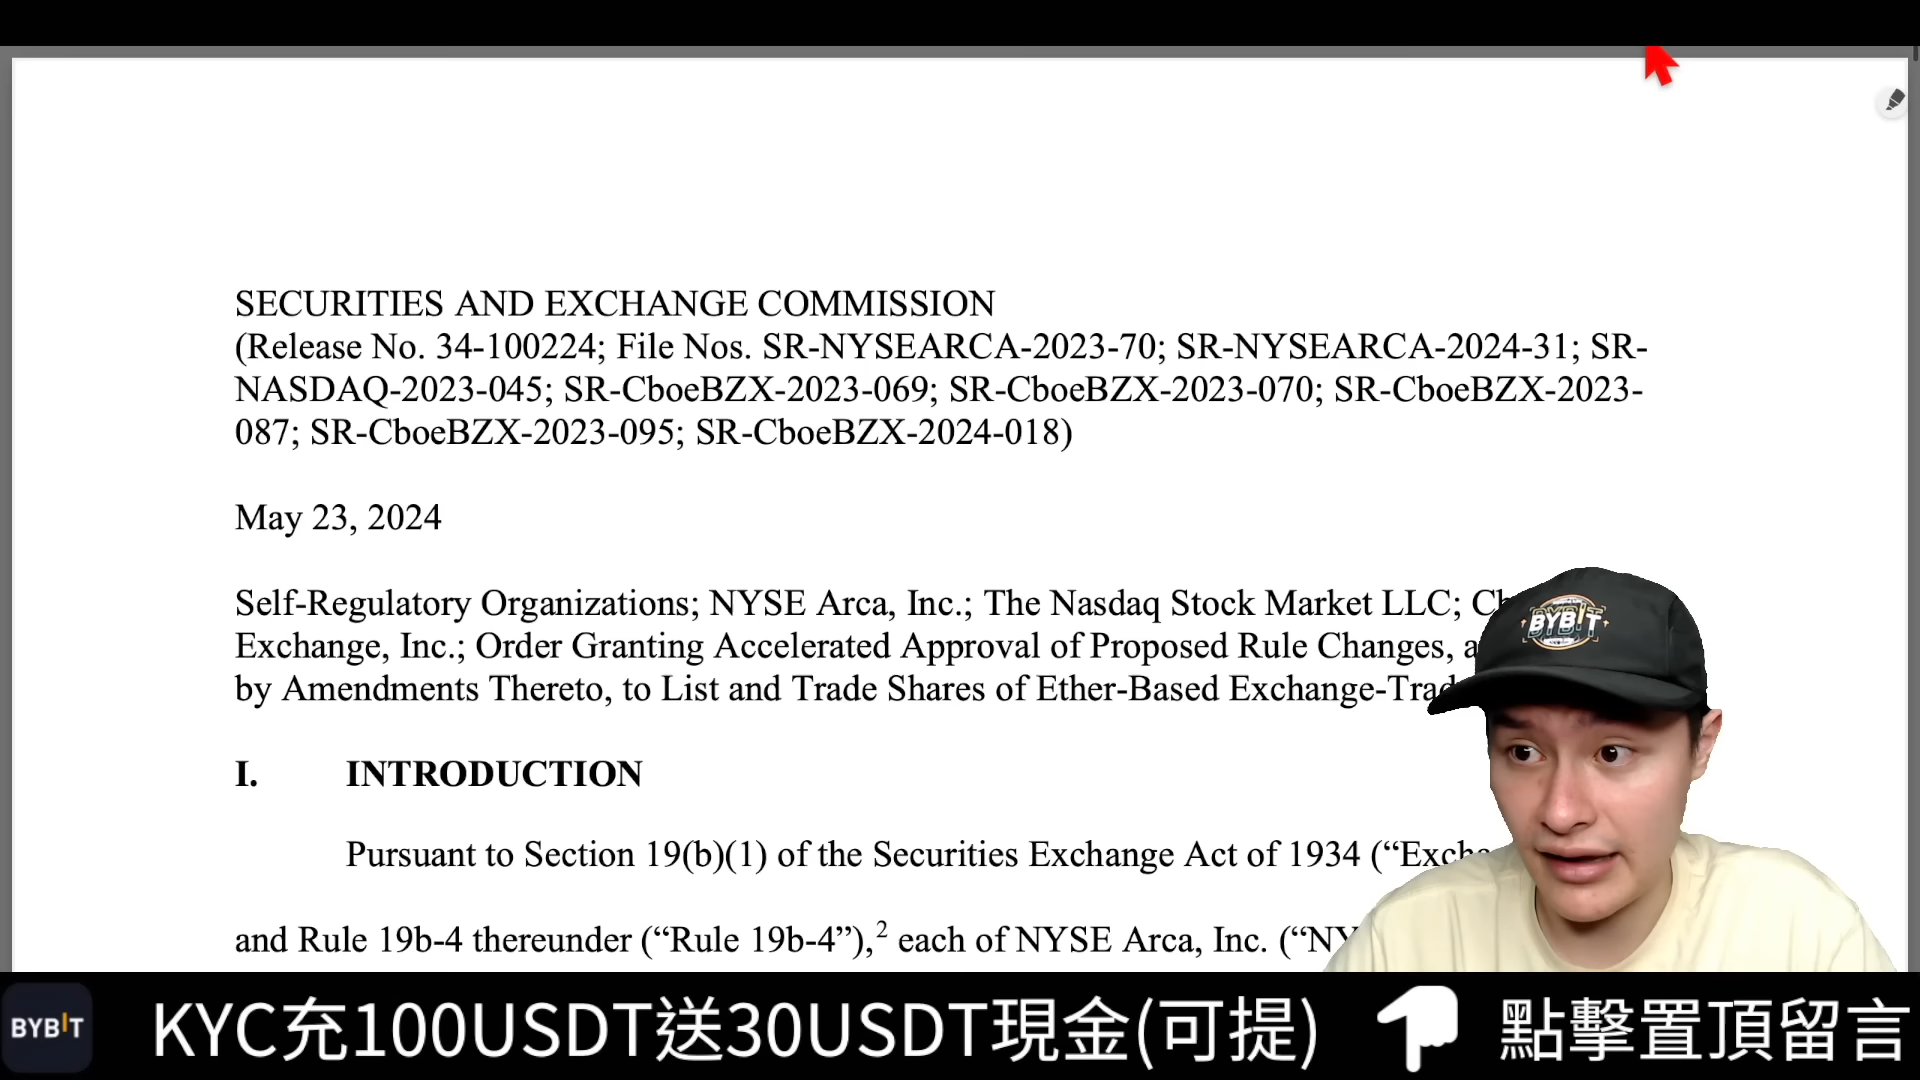 SECURITIES AND EXCHANGE COMMISSION
(Release No. 34-100224; File Nos. SR-NYSEARCA-2023-70; SR-NYSEARCA-2024-31; SR-
NASDAQ-2023-045; SR-CboeBZX-2023-069; SR-CboeBZX-2023-070; SR-CboeBZX-2023-
087; SR-CboeBZX-2023-095; SR-CboeBZX-2024-018)
May 23, 2024
Self-Regulatory Organizations; NYSE Arca, Inc.; The Nasdaq Stock Market LLC;
Exchange, Inc.; Order Granting Accelerated Approval of Proposed Rule Changes,
by Amendments Thereto, to List and Trade Shares of Ether-Based
I. INTRODUCTION
Pursuant to Section 19(b)(1) of the Securities Exchange Act of 1934
and Rule 19b-4 thereunder (“Rule 19b-4”),2 each of NYSE Arca, Inc.
BYBIT
BYBIT KYC充100USDT送30USDT現金(可提) 點擊置頂留言